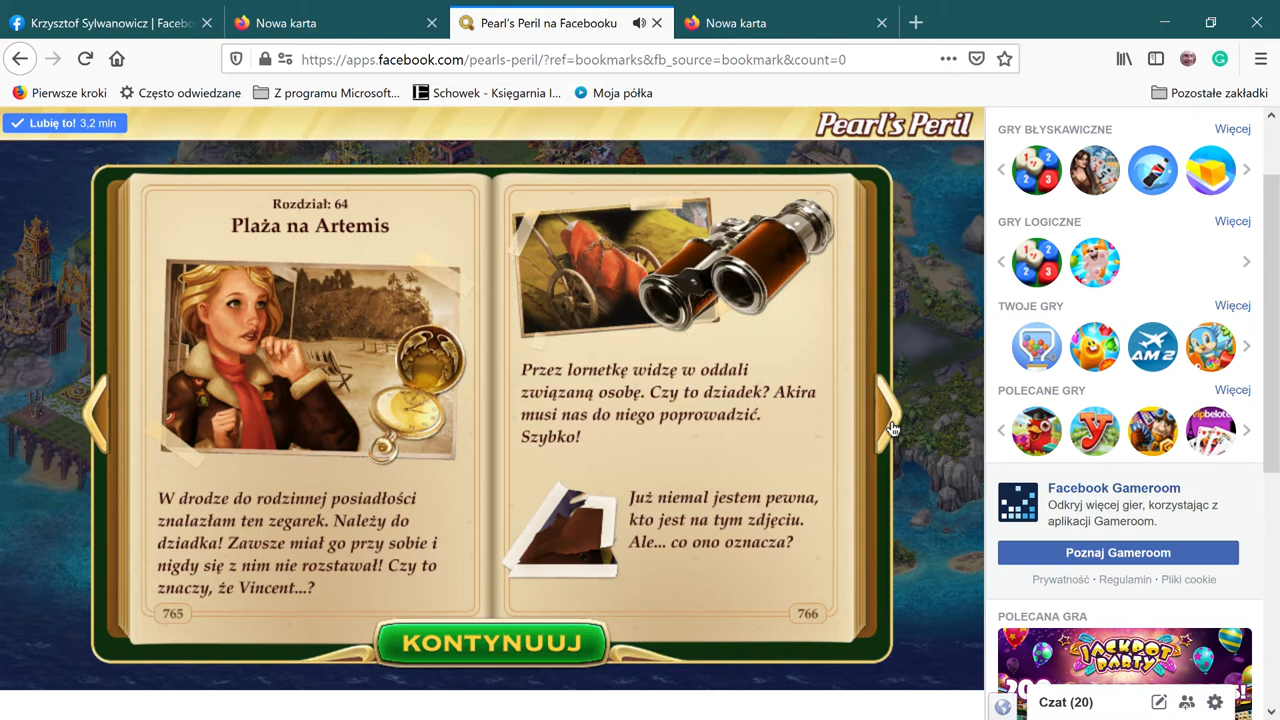 Krzysztof Sylwanowicz | Facebo
Nowa karta
Pearl's Peril na Facebooku
Nowa karta
https://apps.facebook.com/pearls-peril/?ref=bookmarks&fb_source=bookmark&count=0
Pierwsze kroki
Często odwiedzane
Z programu Microsoft...
Schowek - Księgarnia I...
Moja półka
Pozostałe zakładki
Lubię to! 3,2 mln
Pearl's Peril
Rozdział: 64
Plaża na Artemis
W drodze do rodzinnej posiadłości
znalazłam ten zegarek. Należy do
dziadka! Zawsze miał go przy sobie i
nigdy się z nim nie rozstawał! Czy to
znaczy, że Vincent...?
765
Przez lornetkę widzę w oddali
związaną osobę. Czy to dziadek? Akira
musi nas do niego poprowadzić.
Szybko!
Już niemal jestem pewna,
kto jest na tym zdjęciu.
Ale... co ono oznacza?
766
KONTYNUUJ
GRY BŁYSKAWICZNE
Więcej
GRY LOGICZNE
Więcej
TWOJE GRY
Więcej
AM 2
POLECANE GRY
Więcej
vipbelote
Facebook Gameroom
Odkryj więcej gier, korzystając z
aplikacji Gameroom.
Poznaj Gameroom
Prywatność · Regulamin · Pliki cookie
POLECANA GRA
JACKPOT
PARTY
Czat (20)